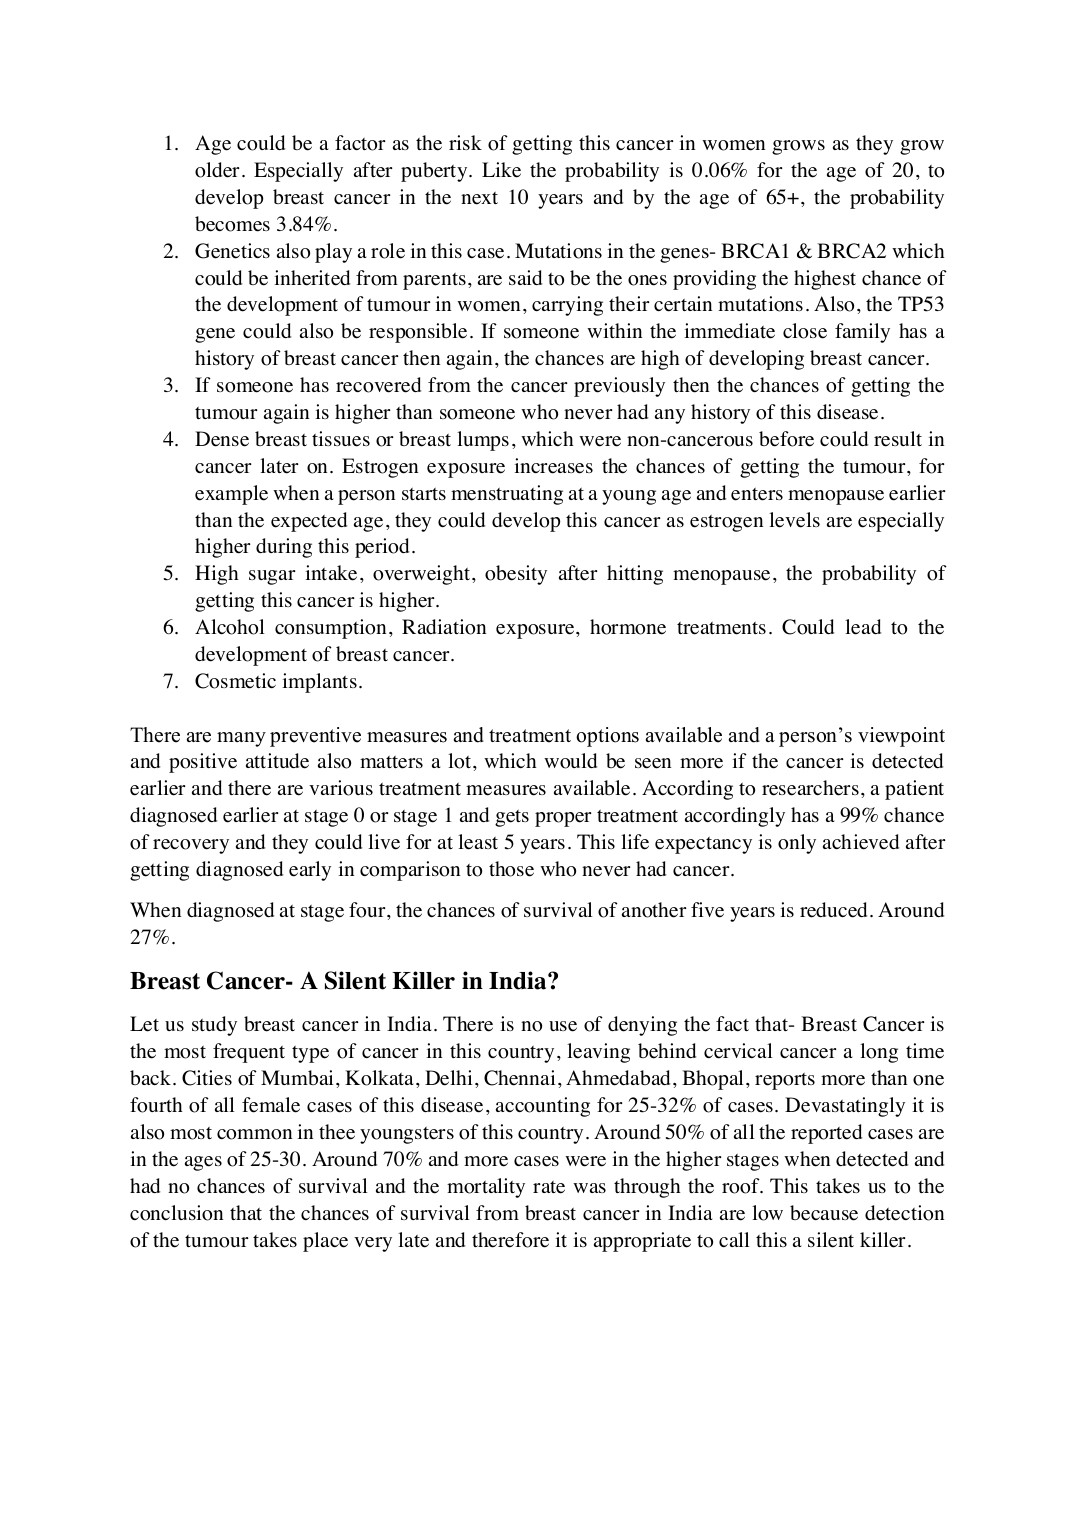 1. Age could be a factor as the risk of getting this cancer in women grows as they grow
older. Especially after puberty. Like the probability is 0.06% for the age of 20, to
develop breast cancer in the next 10 years and by the age of 65+, the probability
becomes 3.84%.
2. Genetics also play a role in this case. Mutations in the genes- BRCA1 & BRCA2 which
could be inherited from parents, are said to be the ones providing the highest chance of
the development of tumour in women, carrying their certain mutations. Also, the TP53
gene could also be responsible. If someone within the immediate close family has a
history of breast cancer then again, the chances are high of developing breast cancer.
3. If someone has recovered from the cancer previously then the chances of getting the
tumour again is higher than someone who never had any history of this disease.
4. Dense breast tissues or breast lumps, which were non-cancerous before could result in
cancer later on. Estrogen exposure increases the chances of getting the tumour, for
example when a person starts menstruating at a young age and enters menopause earlier
than the expected age, they could develop this cancer as estrogen levels are especially
higher during this period.
5. High sugar intake, overweight, obesity after hitting menopause, the probability of
getting this cancer is higher.
6. Alcohol consumption, Radiation exposure, hormone treatments. Could lead to the
development of breast cancer.
7. Cosmetic implants.
There are many preventive measures and treatment options available and a person’s viewpoint
and positive attitude also matters a lot, which would be seen more if the cancer is detected
earlier and there are various treatment measures available. According to researchers, a patient
diagnosed earlier at stage 0 or stage 1 and gets proper treatment accordingly has a 99% chance
of recovery and they could live for at least 5 years. This life expectancy is only achieved after
getting diagnosed early in comparison to those who never had cancer.
When diagnosed at stage four, the chances of survival of another five years is reduced. Around
27%.
Breast Cancer- A Silent Killer in India?
Let us study breast cancer in India. There is no use of denying the fact that- Breast Cancer is
the most frequent type of cancer in this country, leaving behind cervical cancer a long time
back. Cities of Mumbai, Kolkata, Delhi, Chennai, Ahmedabad, Bhopal, reports more than one
fourth of all female cases of this disease, accounting for 25-32% of cases. Devastatingly it is
also most common in thee youngsters of this country. Around 50% of all the reported cases are
in the ages of 25-30. Around 70% and more cases were in the higher stages when detected and
had no chances of survival and the mortality rate was through the roof. This takes us to the
conclusion that the chances of survival from breast cancer in India are low because detection
of the tumour takes place very late and therefore it is appropriate to call this a silent killer.